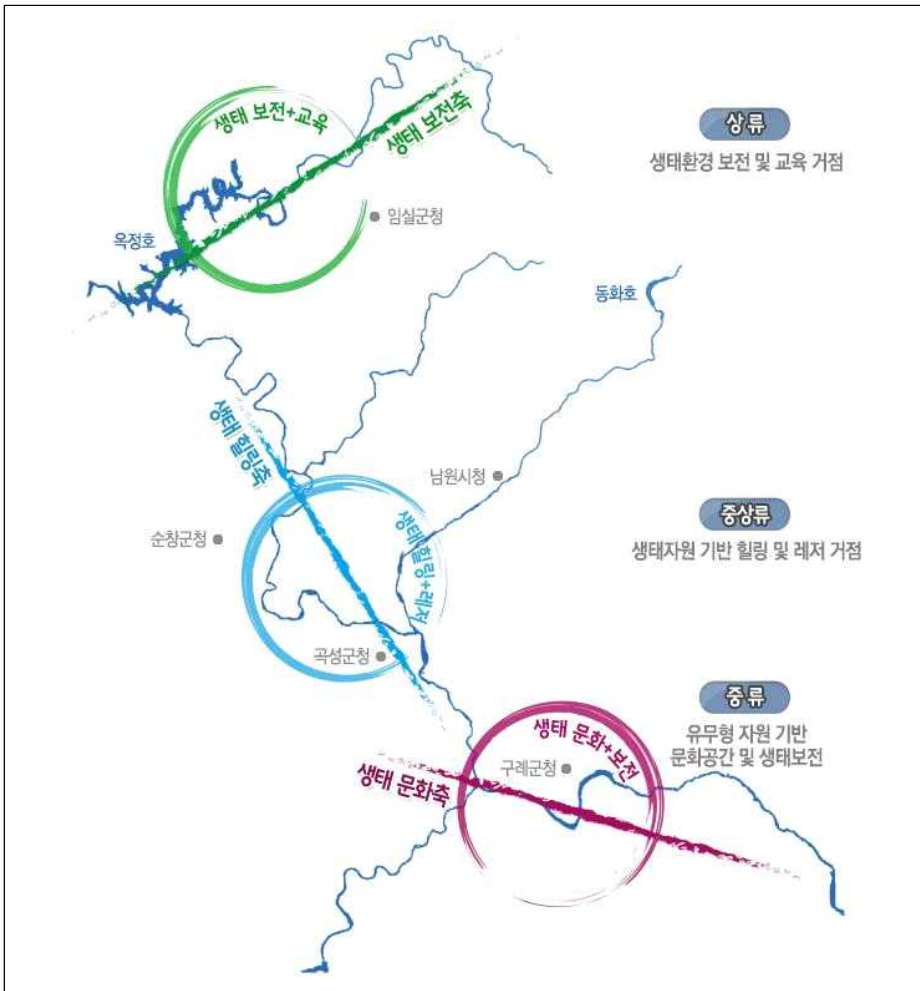 생태 보전+교육
생태 보전축
상류
생태환경 보전 및 교육 거점
임실군청
옥정호
동화호
생태 힐링축
남원시청
중상류
생태자원 기반 힐링 및 레저 거점
순창군청
생태힐링+레저
곡성군청
중류
유무형 자원 기반
문화공간 및 생태보전
생태 문화+보전
구례군청
생태 문화축